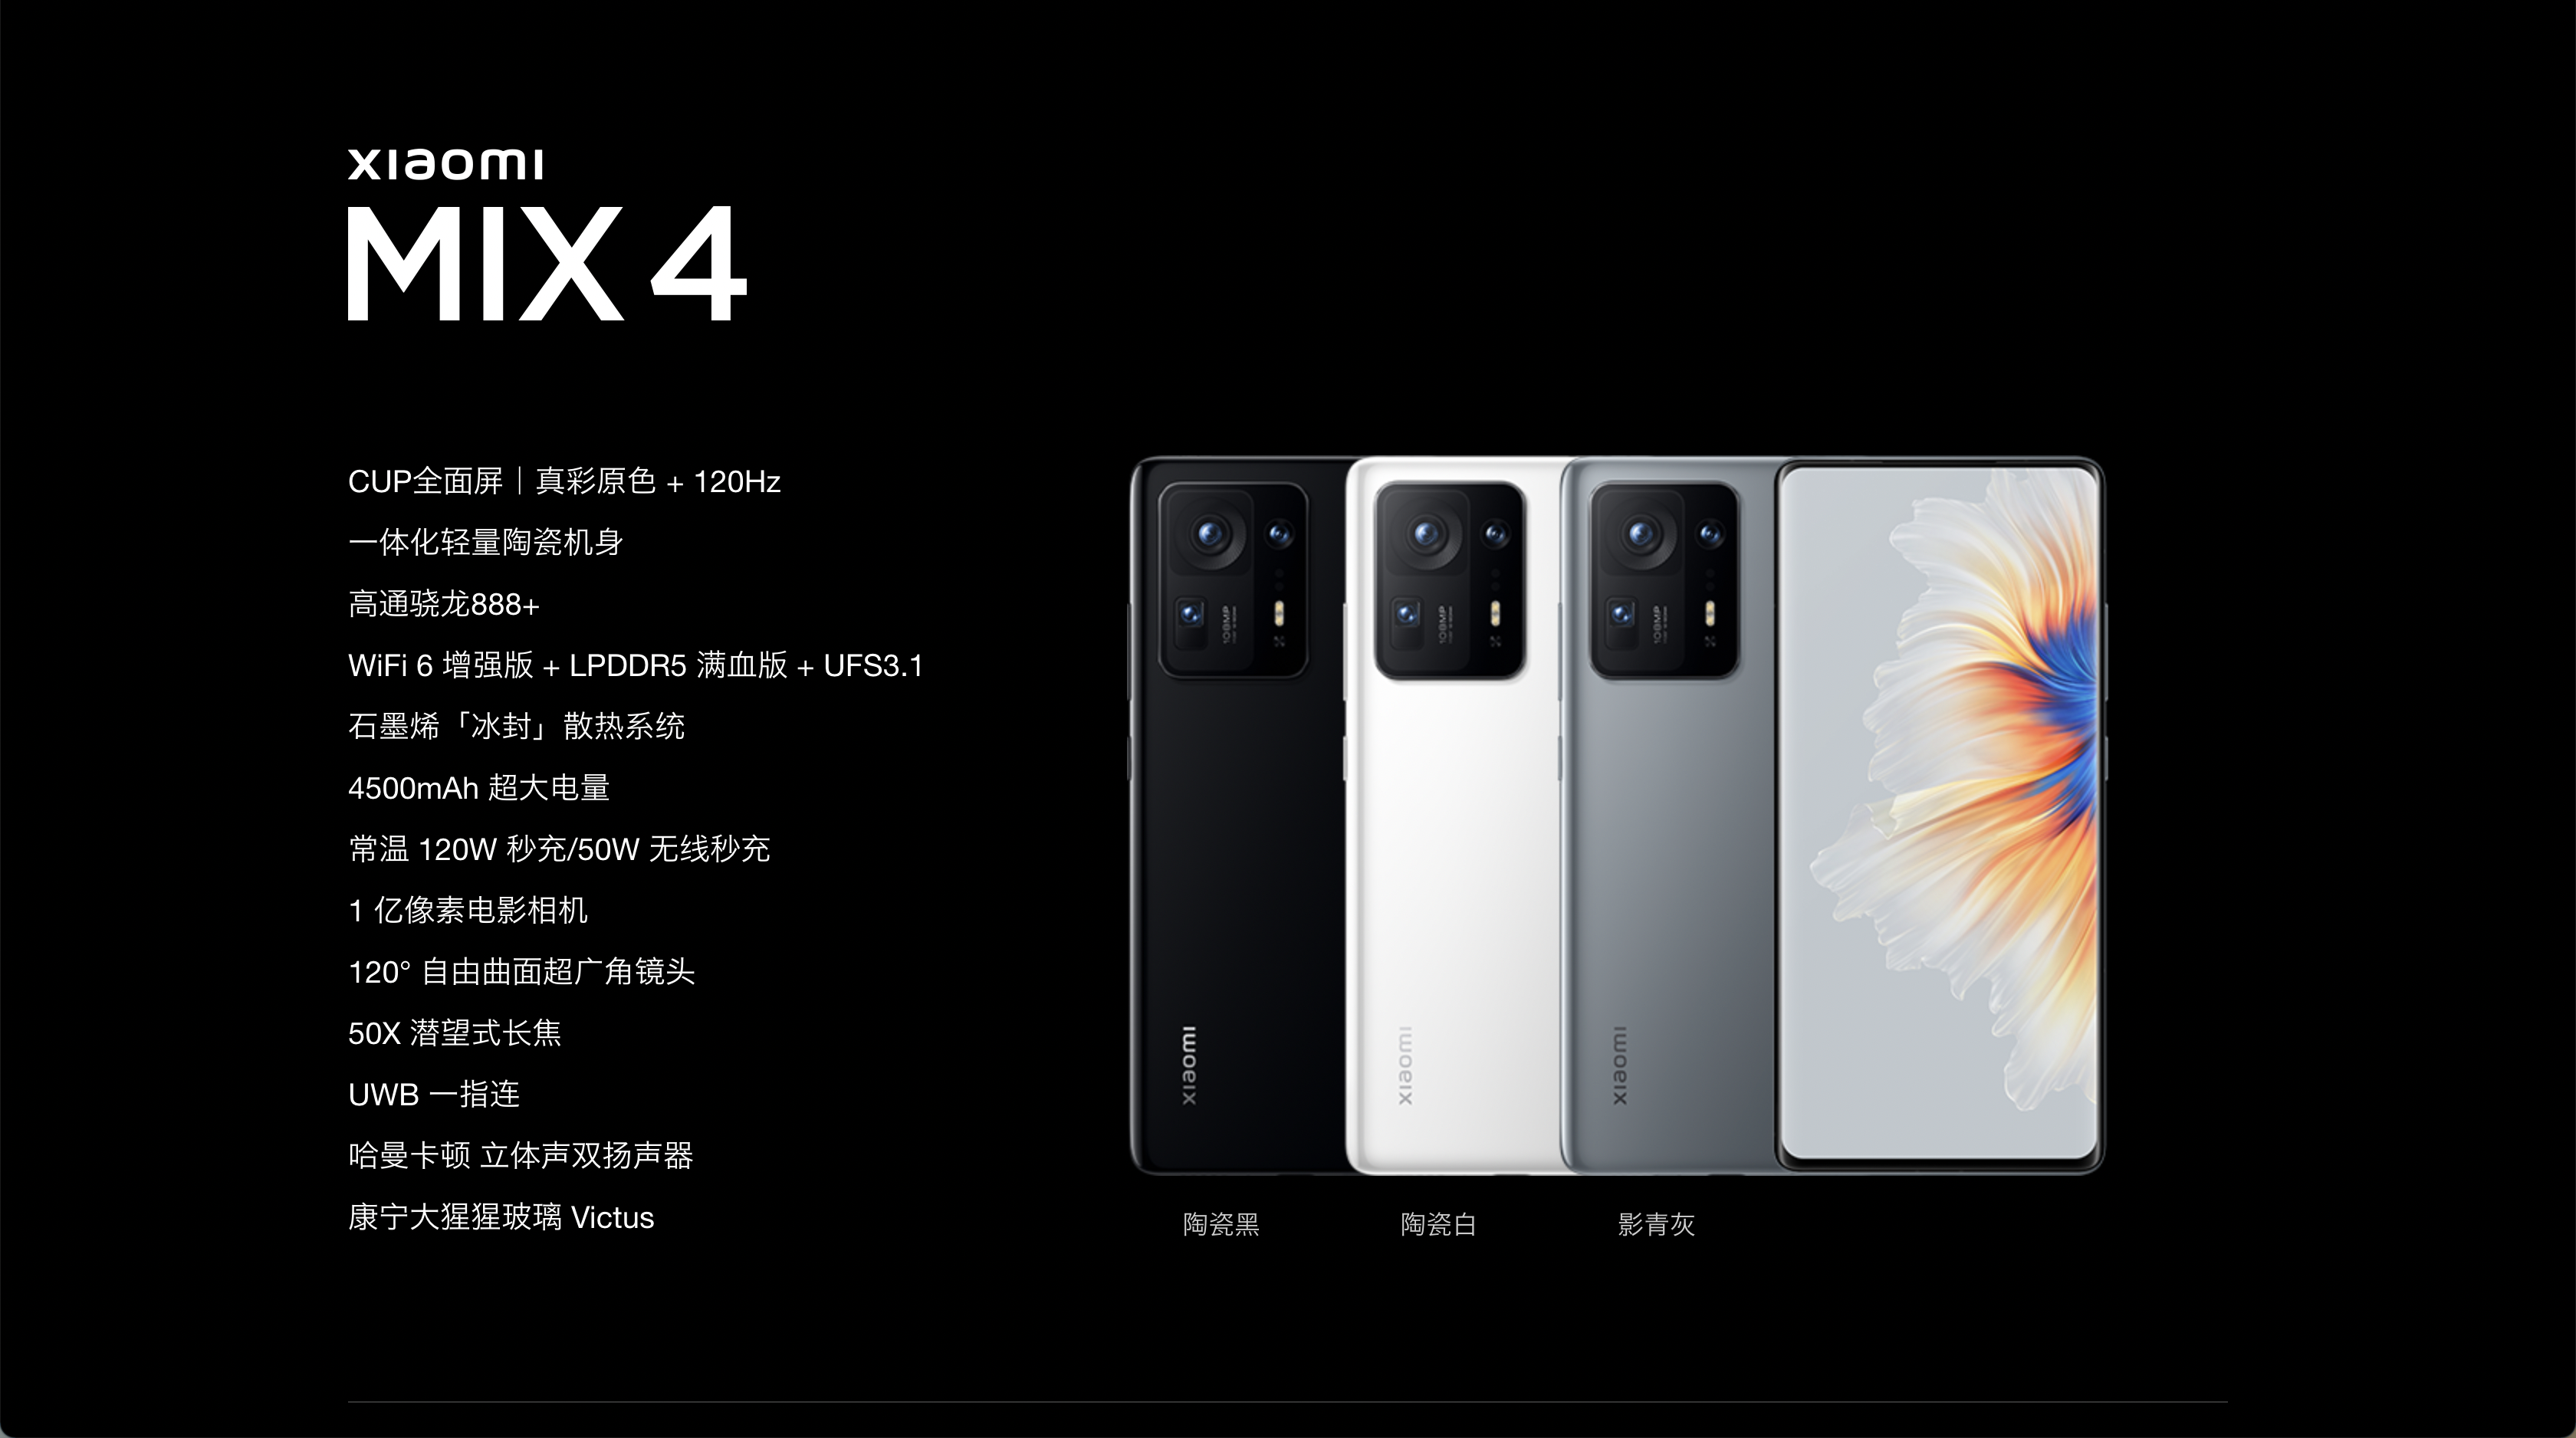 xiaomi
MIX 4
CUP全面屏｜真彩原色 + 120Hz
一体化轻量陶瓷机身
高通骁龙888+
WiFi 6 增强版 + LPDDR5 满血版 + UFS3.1
石墨烯「冰封」散热系统
4500mAh 超大电量
常温 120W 秒充/50W 无线秒充
1 亿像素电影相机
120° 自由曲面超广角镜头
50X 潜望式长焦
UWB 一指连
哈曼卡顿 立体声双扬声器
康宁大猩猩玻璃 Victus
108MP
108MP
108MP
xiaomi
xiaomi
xiaomi
陶瓷黑
陶瓷白
影青灰